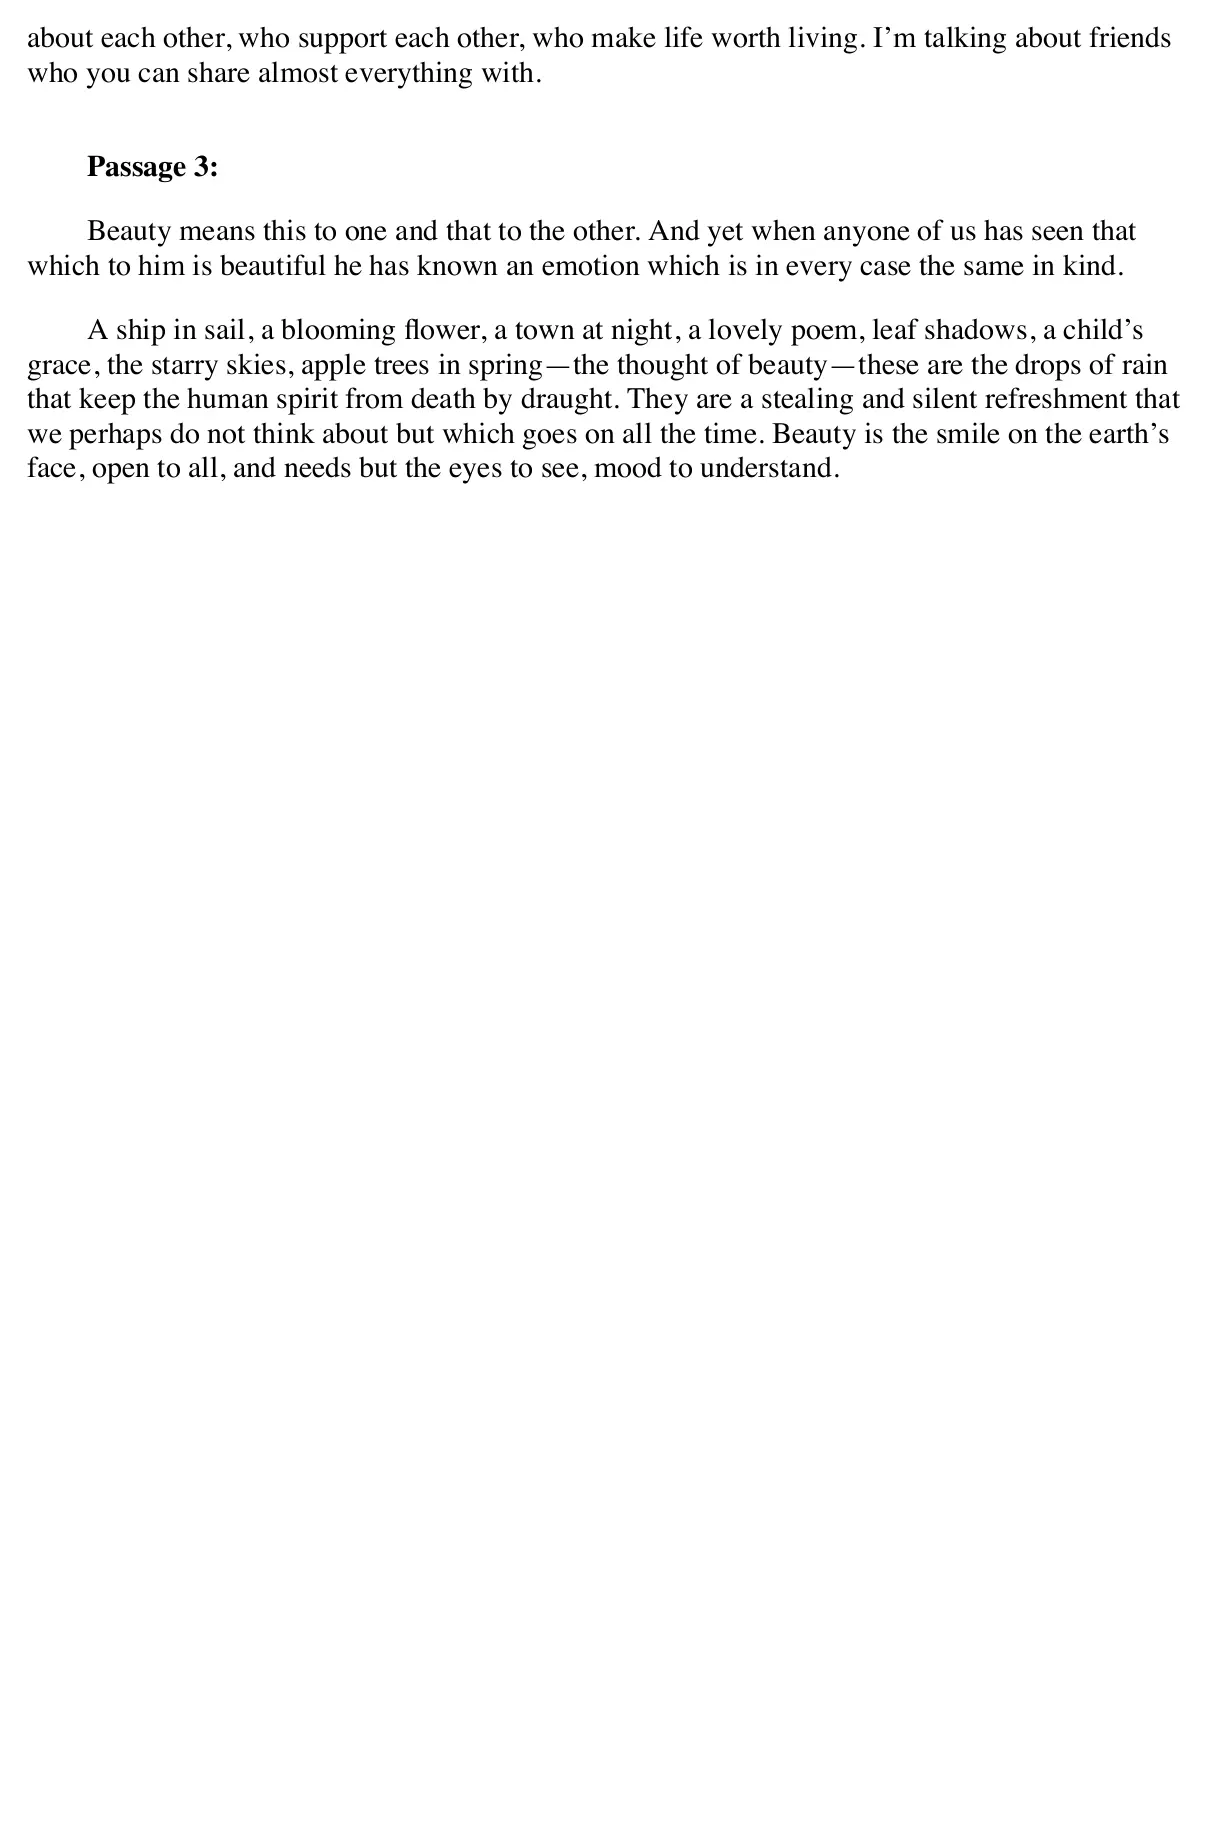 about each other, who support each other, who make life worth living. I’m talking about friends
who you can share almost everything with.
Passage 3:
Beauty means this to one and that to the other. And yet when anyone of us has seen that
which to him is beautiful he has known an emotion which is in every case the same in kind.
A ship in sail, a blooming flower, a town at night, a lovely poem, leaf shadows, a child’s
grace, the starry skies, apple trees in spring—the thought of beauty—these are the drops of rain
that keep the human spirit from death by draught. They are a stealing and silent refreshment that
we perhaps do not think about but which goes on all the time. Beauty is the smile on the earth’s
face, open to all, and needs but the eyes to see, mood to understand.